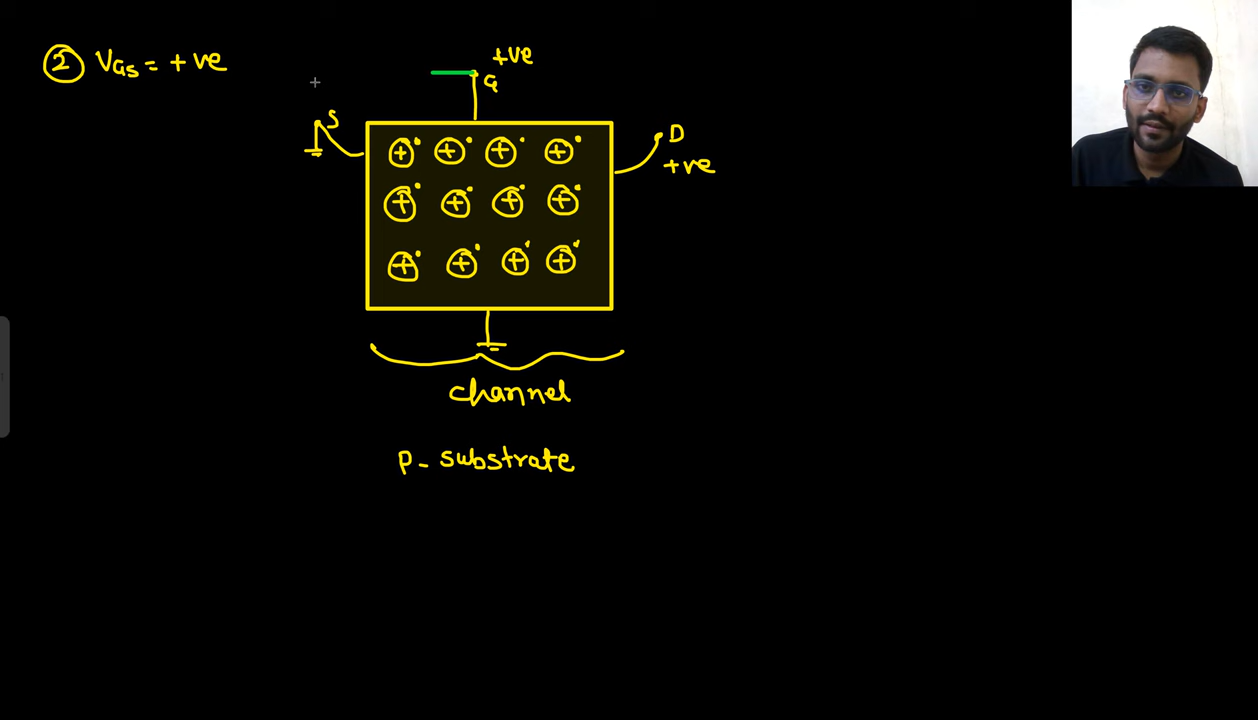 ② VGS = +ve
+ve
G
S
D
+ve
+ + + +
+ + + +
+ + + +
channel
P- substrate